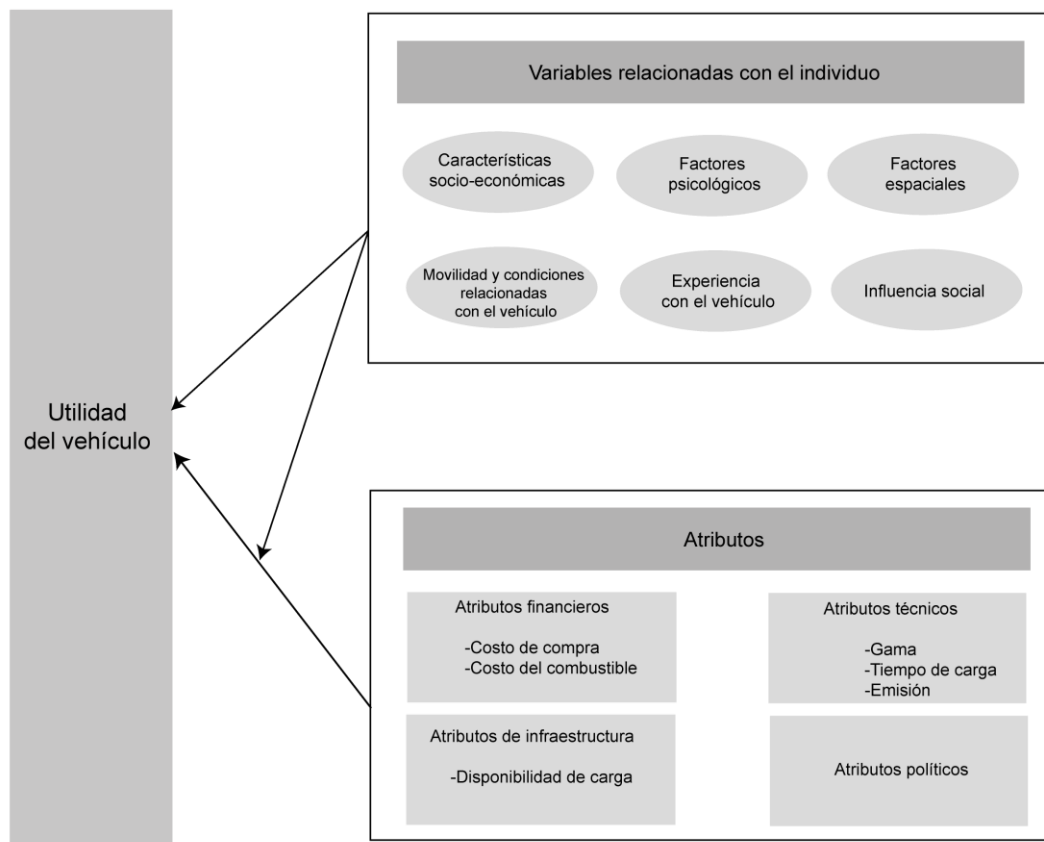 Utilidad
del vehículo
Variables relacionadas con el individuo
Características
socio-económicas
Factores
psicológicos
Factores
espaciales
Movilidad y condiciones
relacionadas
con el vehículo
Experiencia
con el vehículo
Influencia social
Atributos
Atributos financieros
-Costo de compra
-Costo del combustible
Atributos técnicos
-Gama
-Tiempo de carga
-Emisión
Atributos de infraestructura
-Disponibilidad de carga
Atributos políticos